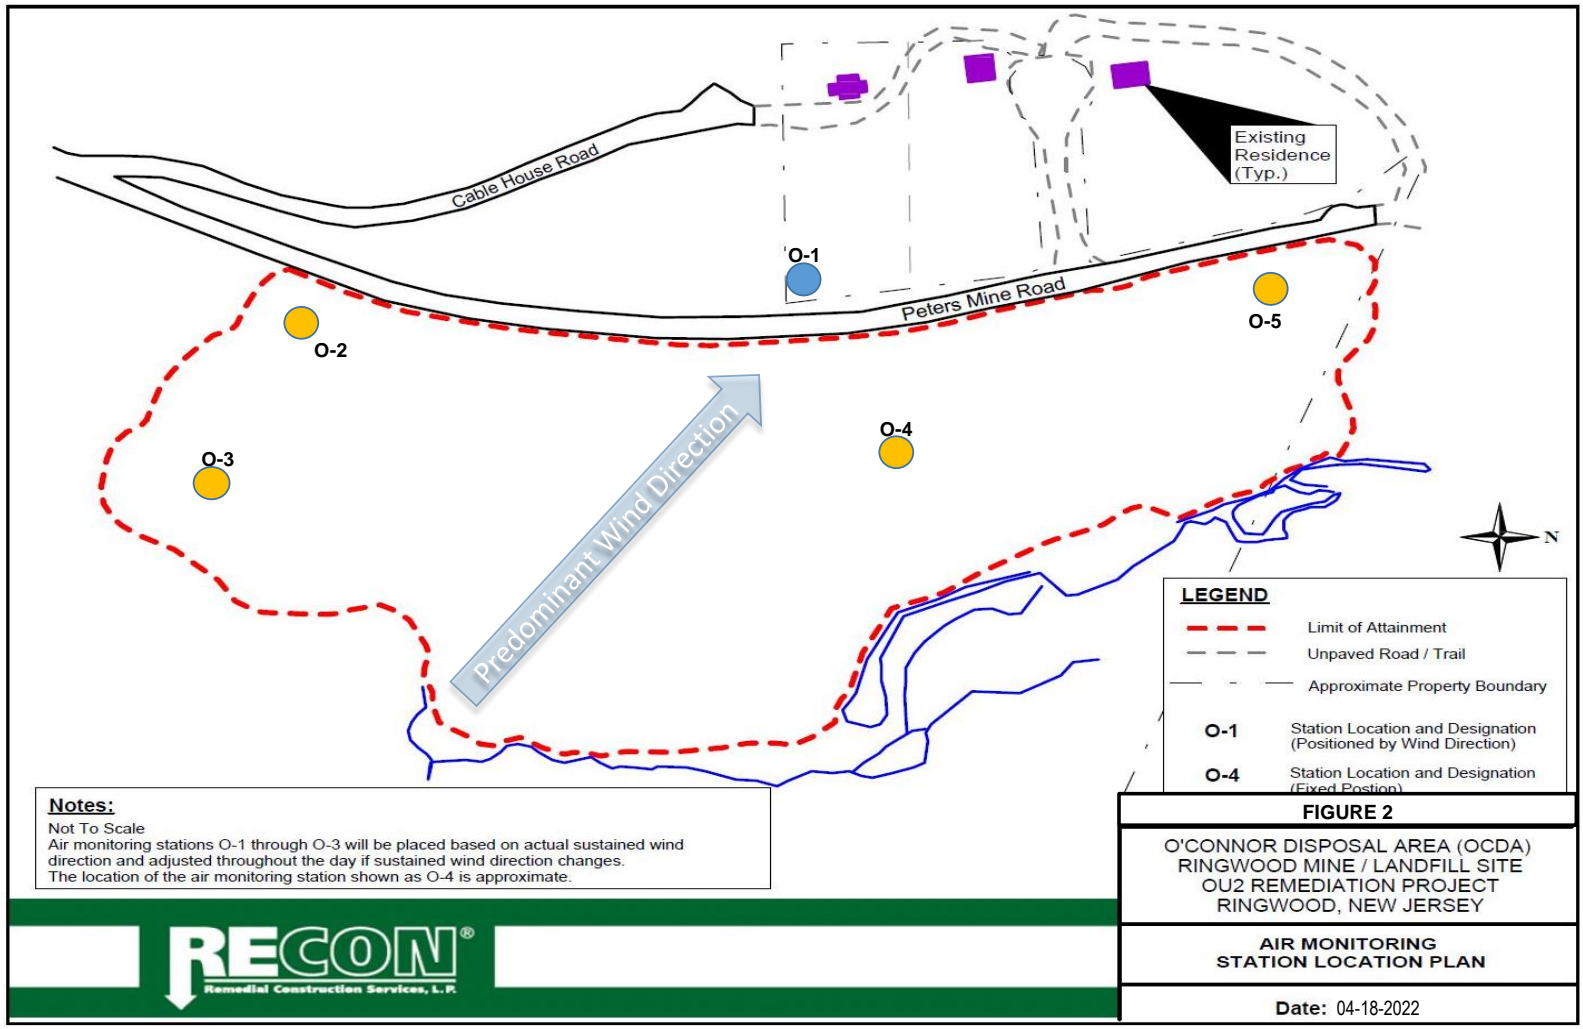 Cable House Road
Existing
Residence
(Typ.)
O-1
Peters Mine Road
O-2
O-5
O-3
O-4
Predominant Wind Direction
N
LEGEND
Limit of Attainment
Unpaved Road / Trail
Approximate Property Boundary
O-1 Station Location and Designation
(Positioned by Wind Direction)
O-4 Station Location and Designation
(Fixed Postion)
Notes:
Not To Scale
Air monitoring stations O-1 through O-3 will be placed based on actual sustained wind
direction and adjusted throughout the day if sustained wind direction changes.
The location of the air monitoring station shown as O-4 is approximate.
FIGURE 2
O'CONNOR DISPOSAL AREA (OCDA)
RINGWOOD MINE / LANDFILL SITE
OU2 REMEDIATION PROJECT
RINGWOOD, NEW JERSEY
AIR MONITORING
STATION LOCATION PLAN
Date: 04-18-2022
RECON®
Remedial Construction Services, L.P.